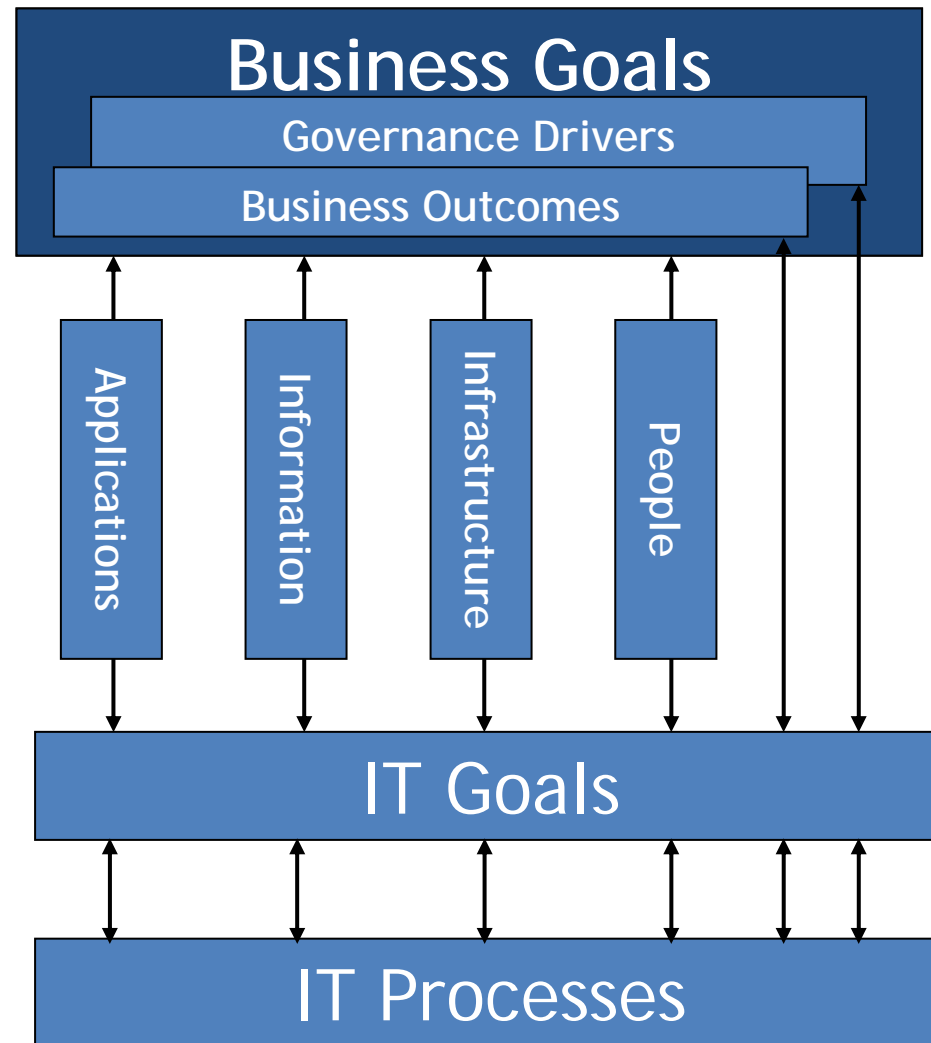 Business Goals
Governance Drivers
Business Outcomes
Applications
Information
Infrastructure
People
IT Goals
IT Processes